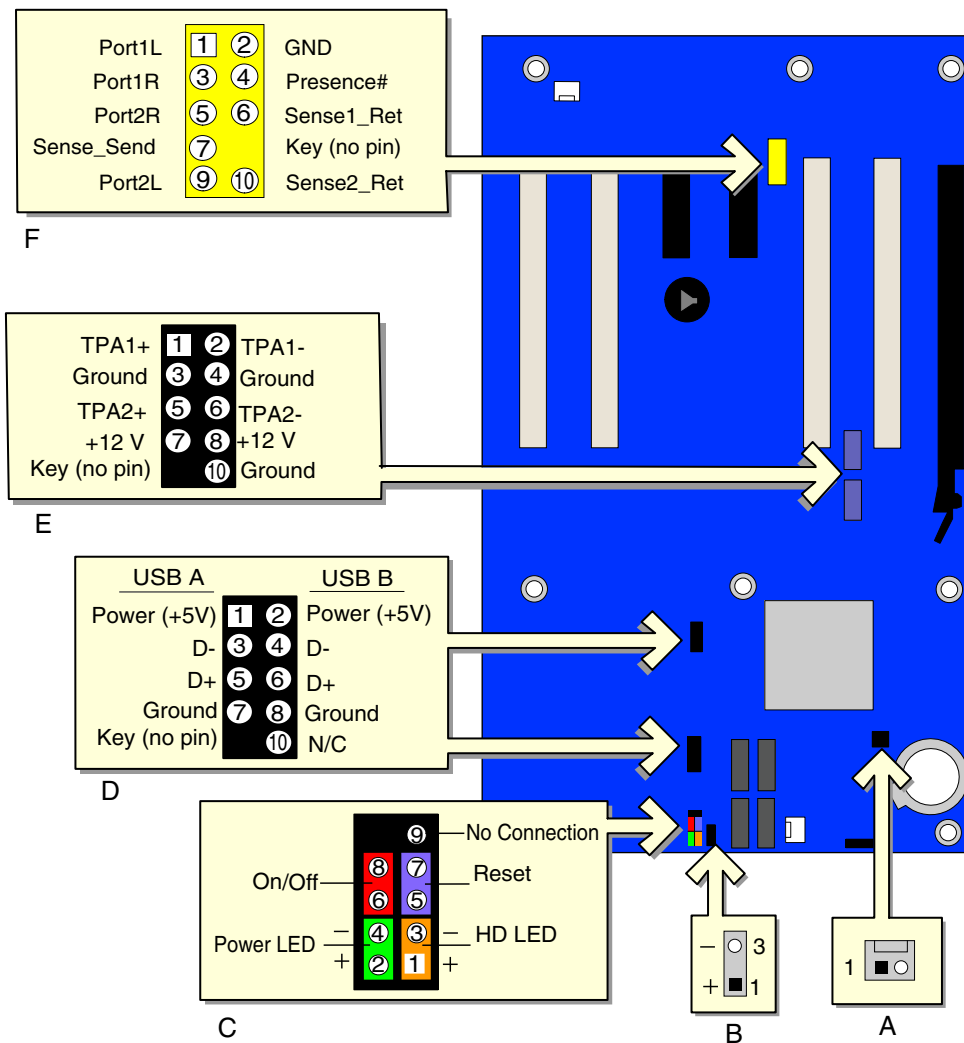 Port1L 1 2 GND
Port1R 3 4 Presence#
Port2R 5 6 Sense1_Ret
Sense_Send 7 Key (no pin)
Port2L 9 10 Sense2_Ret
F
TPA1+ 1 2 TPA1-
Ground 3 4 Ground
TPA2+ 5 6 TPA2-
+12 V 7 8 +12 V
Key (no pin) 10 Ground
E
USB A USB B
Power (+5V) 1 2 Power (+5V)
D- 3 4 D-
D+ 5 6 D+
Ground 7 8 Ground
Key (no pin) 10 N/C
D
9 No Connection
On/Off 8 7 Reset
6 5
Power LED − 4 3 − HD LED
+ 2 1 +
C
− 3
+ 1
B
1
A